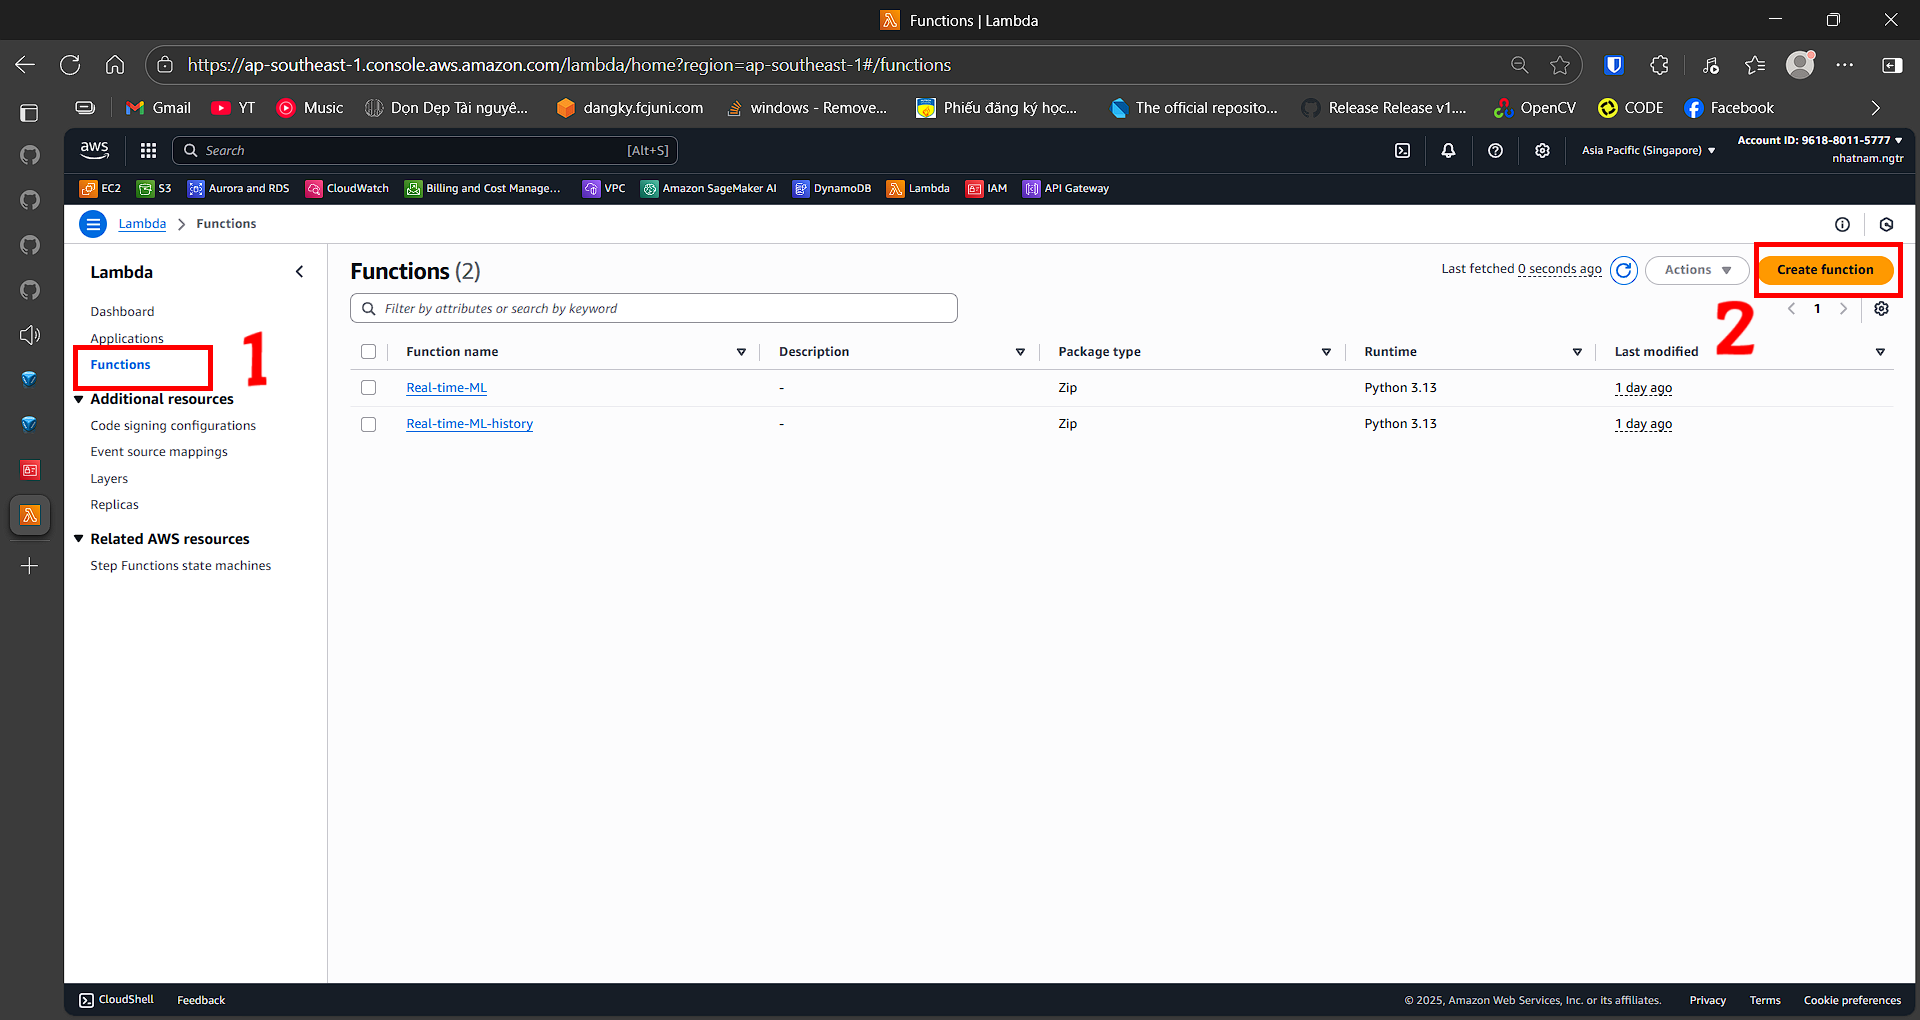 Functions | Lambda
https://ap-southeast-1.console.aws.amazon.com/lambda/home?region=ap-southeast-1#/functions
Gmail YT Music Dọn Dẹp Tài nguyê... dangky.fcjuni.com windows - Remove... Phiếu đăng ký học... The official reposito... Release Release v1.... OpenCV CODE Facebook
aws Search [Alt+S] Asia Pacific (Singapore) Account ID: 9618-8011-5777
nhatnam.ngtr
EC2 S3 Aurora and RDS CloudWatch Billing and Cost Manage... VPC Amazon SageMaker AI DynamoDB Lambda IAM API Gateway
Lambda Functions
Lambda
Dashboard
Applications
Functions
1
Additional resources
Code signing configurations
Event source mappings
Layers
Replicas
Related AWS resources
Step Functions state machines
Functions (2)
Last fetched 0 seconds ago Actions Create function
2
Filter by attributes or search by keyword
1
Function name Description Package type Runtime Last modified
Real-time-ML - Zip Python 3.13 1 day ago
Real-time-ML-history - Zip Python 3.13 1 day ago
CloudShell Feedback © 2025, Amazon Web Services, Inc. or its affiliates. Privacy Terms Cookie preferences